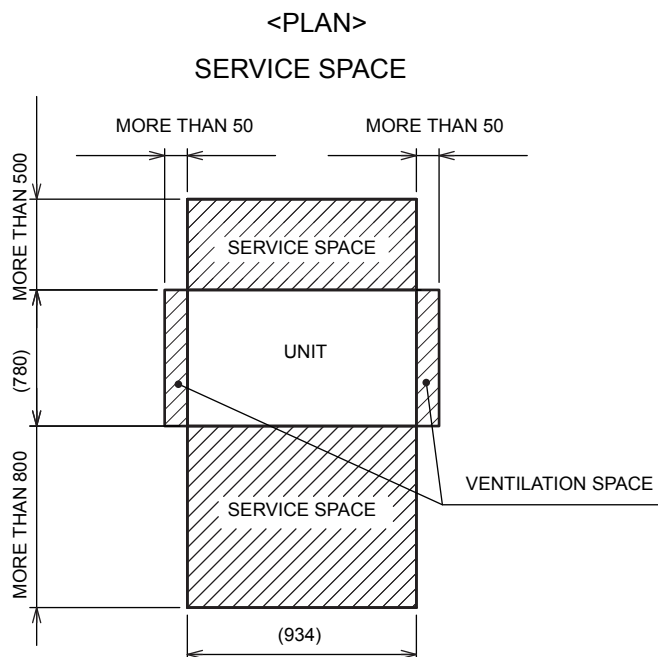 <PLAN>
SERVICE SPACE
MORE THAN 50
MORE THAN 50
MORE THAN 500
SERVICE SPACE
(780)
UNIT
MORE THAN 800
SERVICE SPACE
VENTILATION SPACE
(934)